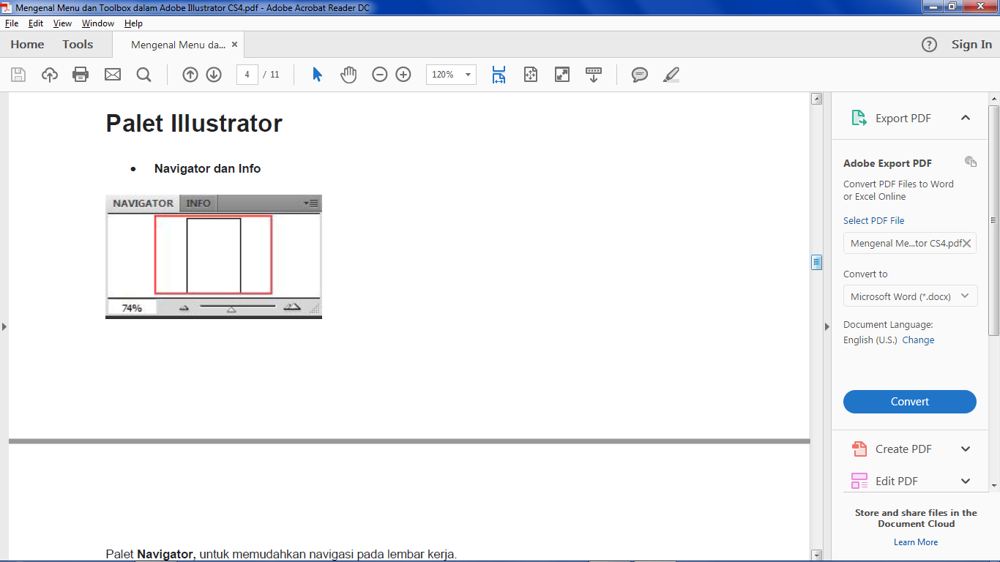 Mengenal Menu dan Toolbox dalam Adobe Illustrator CS4.pdf - Adobe Acrobat Reader DC
File Edit View Window Help
Home Tools Mengenal Menu da... × Sign In
4 / 11 120%
Palet Illustrator
• Navigator dan Info
NAVIGATOR INFO
74%
Palet Navigator, untuk memudahkan navigasi pada lembar kerja.
Export PDF
Adobe Export PDF
Convert PDF Files to Word
or Excel Online
Select PDF File
Mengenal Me...tor CS4.pdf
Convert to
Microsoft Word (*.docx)
Document Language:
English (U.S.) Change
Convert
Create PDF
Edit PDF
Store and share files in the
Document Cloud
Learn More